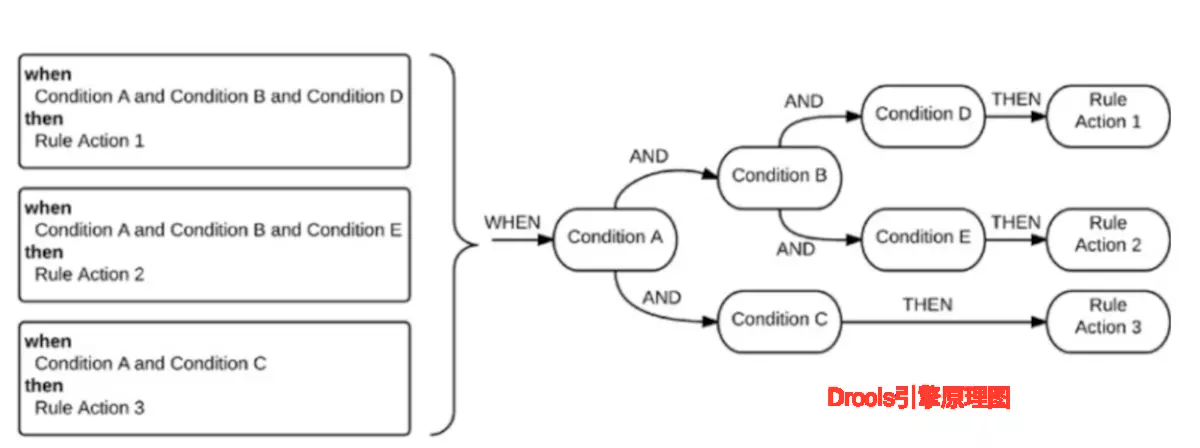 when
Condition A and Condition B and Condition D
then
Rule Action 1
when
Condition A and Condition B and Condition E
then
Rule Action 2
when
Condition A and Condition C
then
Rule Action 3
WHEN
Condition A
AND
AND
Condition B
Condition C
AND
AND
Condition D
Condition E
THEN
THEN
THEN
Rule
Action 1
Rule
Action 2
Rule
Action 3
Drools引擎原理图